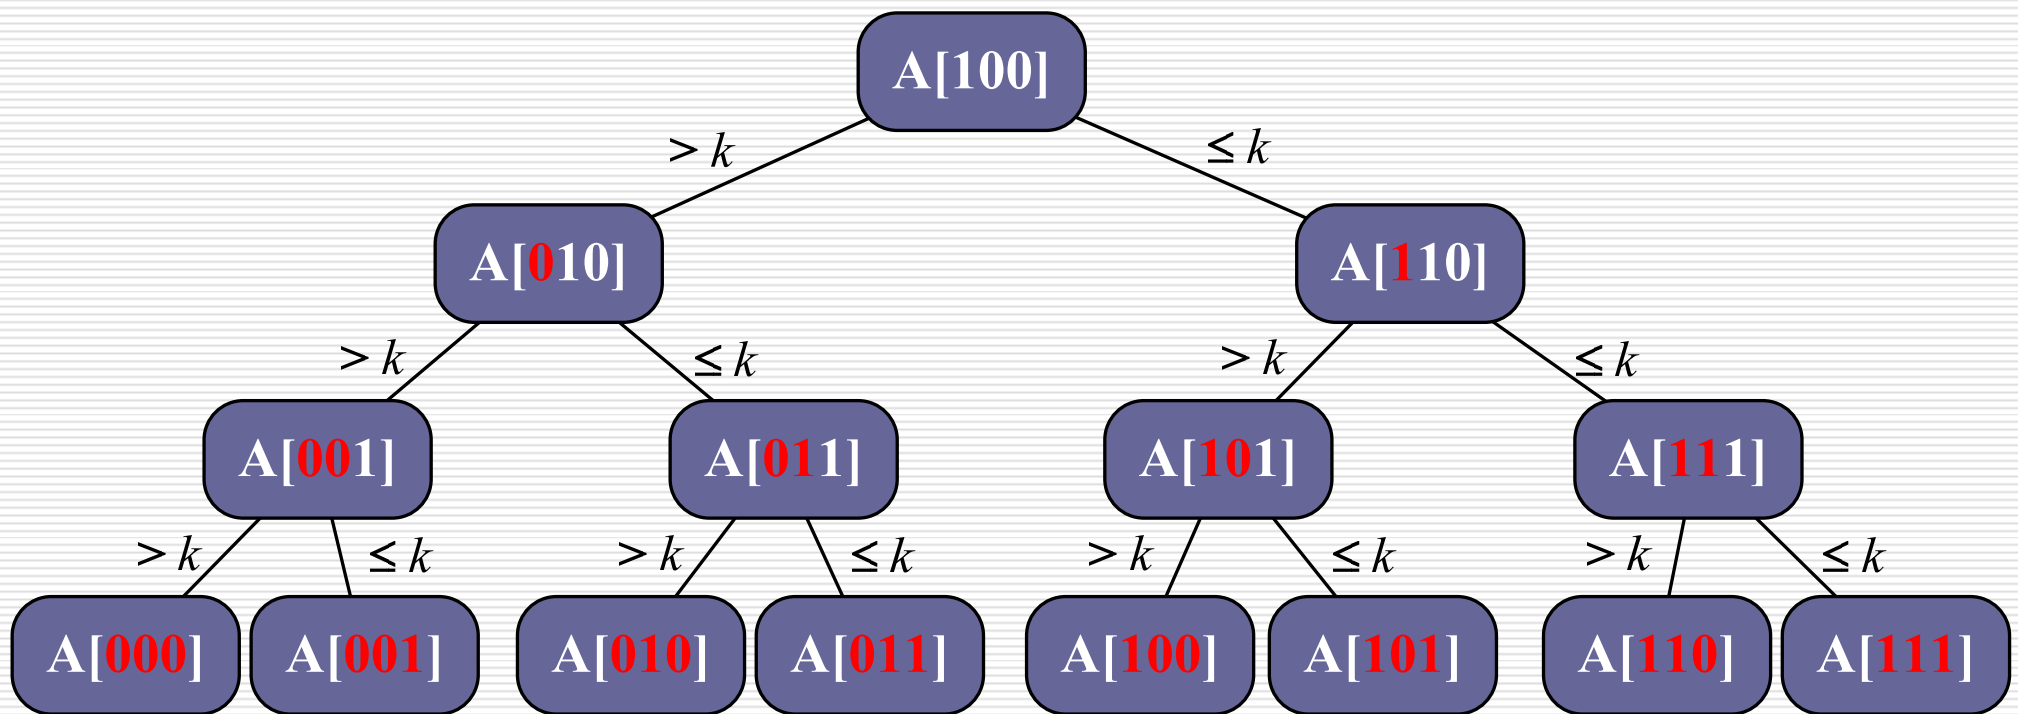 A[100]
> k ≤ k
A[010] A[110]
> k ≤ k > k ≤ k
A[001] A[011] A[101] A[111]
> k ≤ k > k ≤ k > k ≤ k > k ≤ k
A[000] A[001] A[010] A[011] A[100] A[101] A[110] A[111]